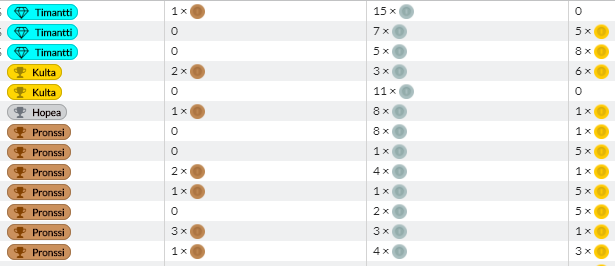 Timantti 1 × 15 × 0
Timantti 0 7 × 5 ×
Timantti 0 5 × 8 ×
Kulta 2 × 3 × 6 ×
Kulta 0 11 × 0
Hopea 1 × 8 × 1 ×
Pronssi 0 8 × 1 ×
Pronssi 0 1 × 5 ×
Pronssi 2 × 4 × 1 ×
Pronssi 1 × 1 × 5 ×
Pronssi 0 2 × 5 ×
Pronssi 3 × 3 × 1 ×
Pronssi 1 × 4 × 3 ×